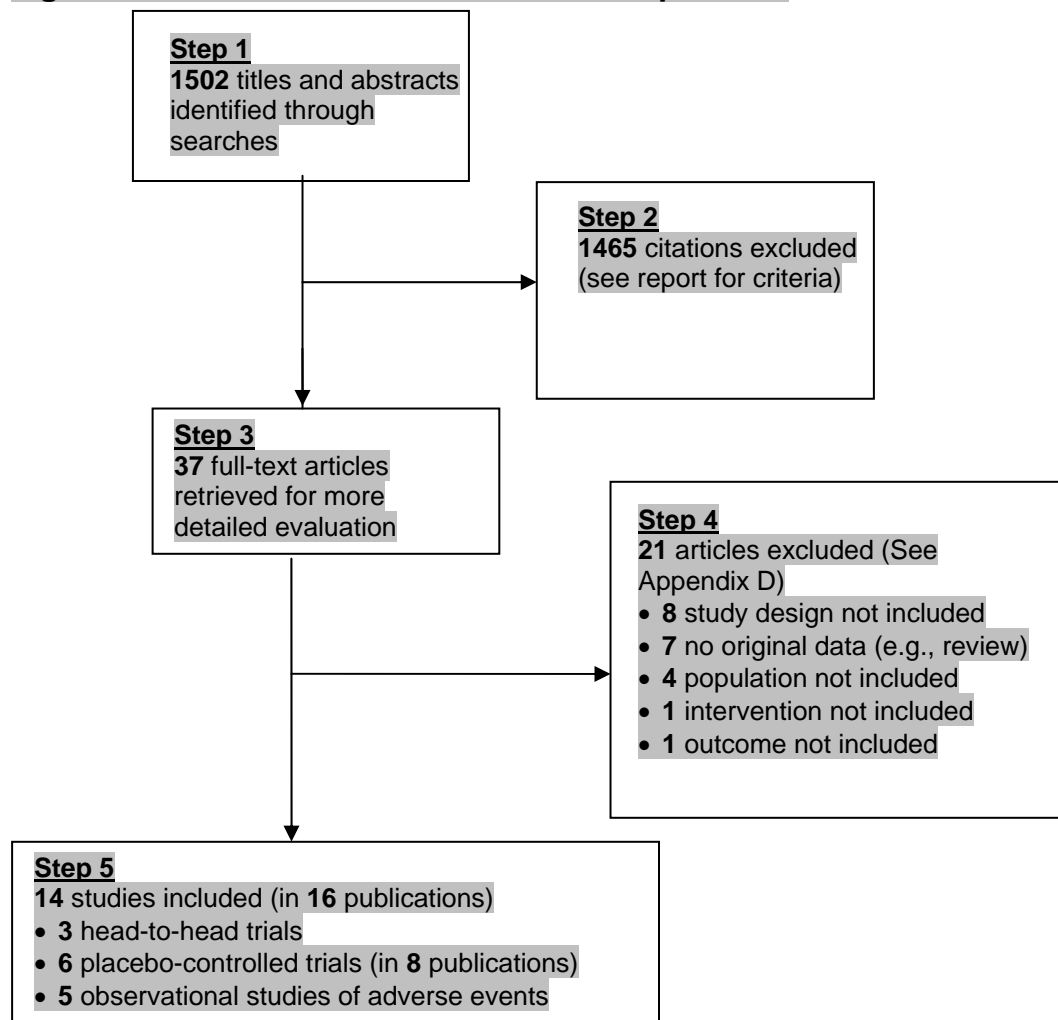 Step 1
1502 titles and abstracts
identified through
searches
Step 2
1465 citations excluded
(see report for criteria)
Step 3
37 full-text articles
retrieved for more
detailed evaluation
Step 4
21 articles excluded (See
Appendix D)
• 8 study design not included
• 7 no original data (e.g., review)
• 4 population not included
• 1 intervention not included
• 1 outcome not included
Step 5
14 studies included (in 16 publications)
• 3 head-to-head trials
• 6 placebo-controlled trials (in 8 publications)
• 5 observational studies of adverse events